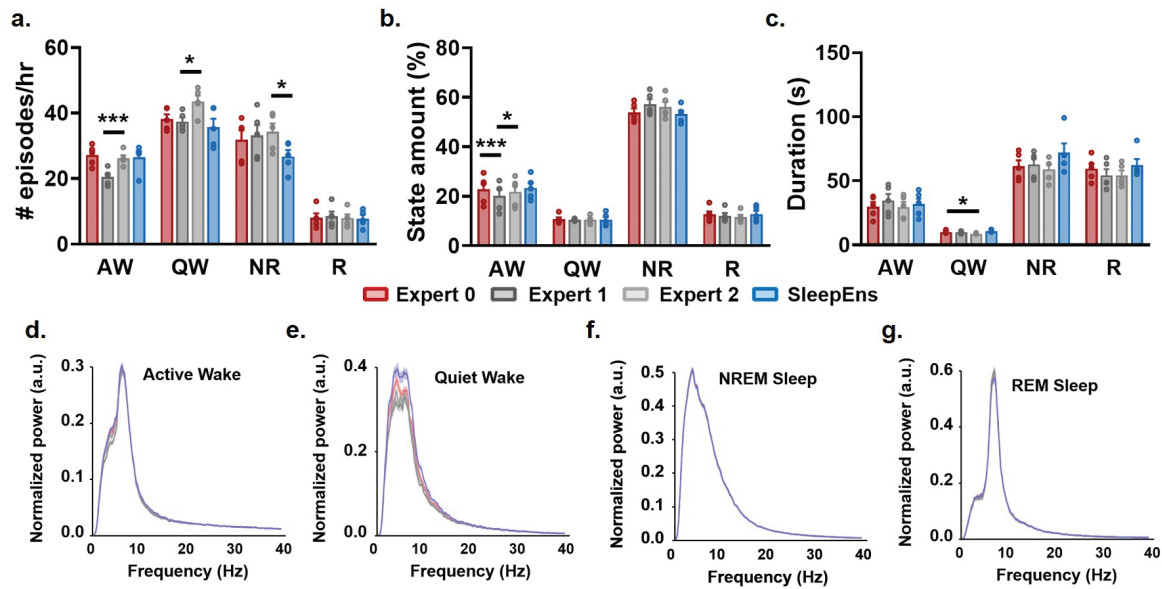 a.
# episodes/hr
60
40
20
0
***
*
*
AW QW NR R
b.
State amount (%)
80
60
40
20
0
***
*
AW QW NR R
c.
Duration (s)
150
100
50
0
*
AW QW NR R
Expert 0 Expert 1 Expert 2 SleepEns
d.
Normalized power (a.u.)
0.3
0.2
0.1
0.0
Active Wake
0 10 20 30 40
Frequency (Hz)
e.
Normalized power (a.u.)
0.4
0.2
0.0
Quiet Wake
0 10 20 30 40
Frequency (Hz)
f.
Normalized power (a.u.)
0.5
0.4
0.3
0.2
0.1
0.0
NREM Sleep
0 10 20 30 40
Frequency (Hz)
g.
Normalized power (a.u.)
0.6
0.4
0.2
0.0
REM Sleep
0 10 20 30 40
Frequency (Hz)